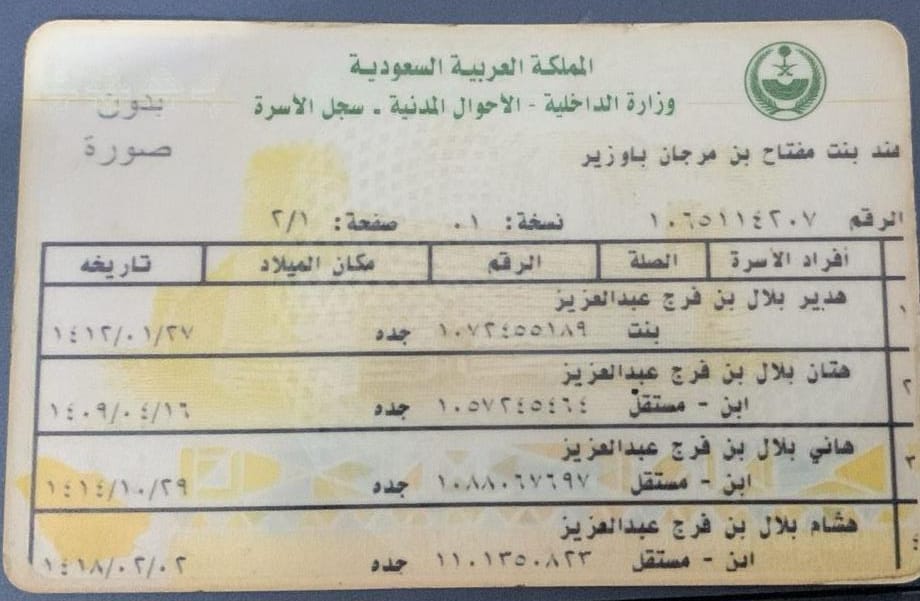 المملكة العربية السعودية
وزارة الداخلية - الأحوال المدنية ـ سجل الأسرة
بدون
صورة
بنت مفتاح بن مرجان باوزير
الرقم ١٠٦٥١١٤٢٠٧ نسخة: ٠١ صفحة: ٢/١
أفراد الأسرة الصلة الرقم مكان الميلاد تاريخه
١ هدير بلال بن فرج عبدالعزيز
بنت ١٠٧٢٤٥٥١٨٩ جده ١٤١٢/٠١/٢٧
٢ هتان بلال بن فرج عبدالعزيز
ابن - مستقل ١٠٥٧٢٤٥٤٦٤ جده ١٤٠٩/٠٤/١٦
٣ هاني بلال بن فرج عبدالعزيز
ابن - مستقل ١٠٨٨٠٦٧٦٩٧ جده ١٤١٤/١٠/٢٩
٤ هشام بلال بن فرج عبدالعزيز
ابن - مستقل ١١٠١٣٥٠٨٢٣ جده ١٤١٨/٠٢/٠٢